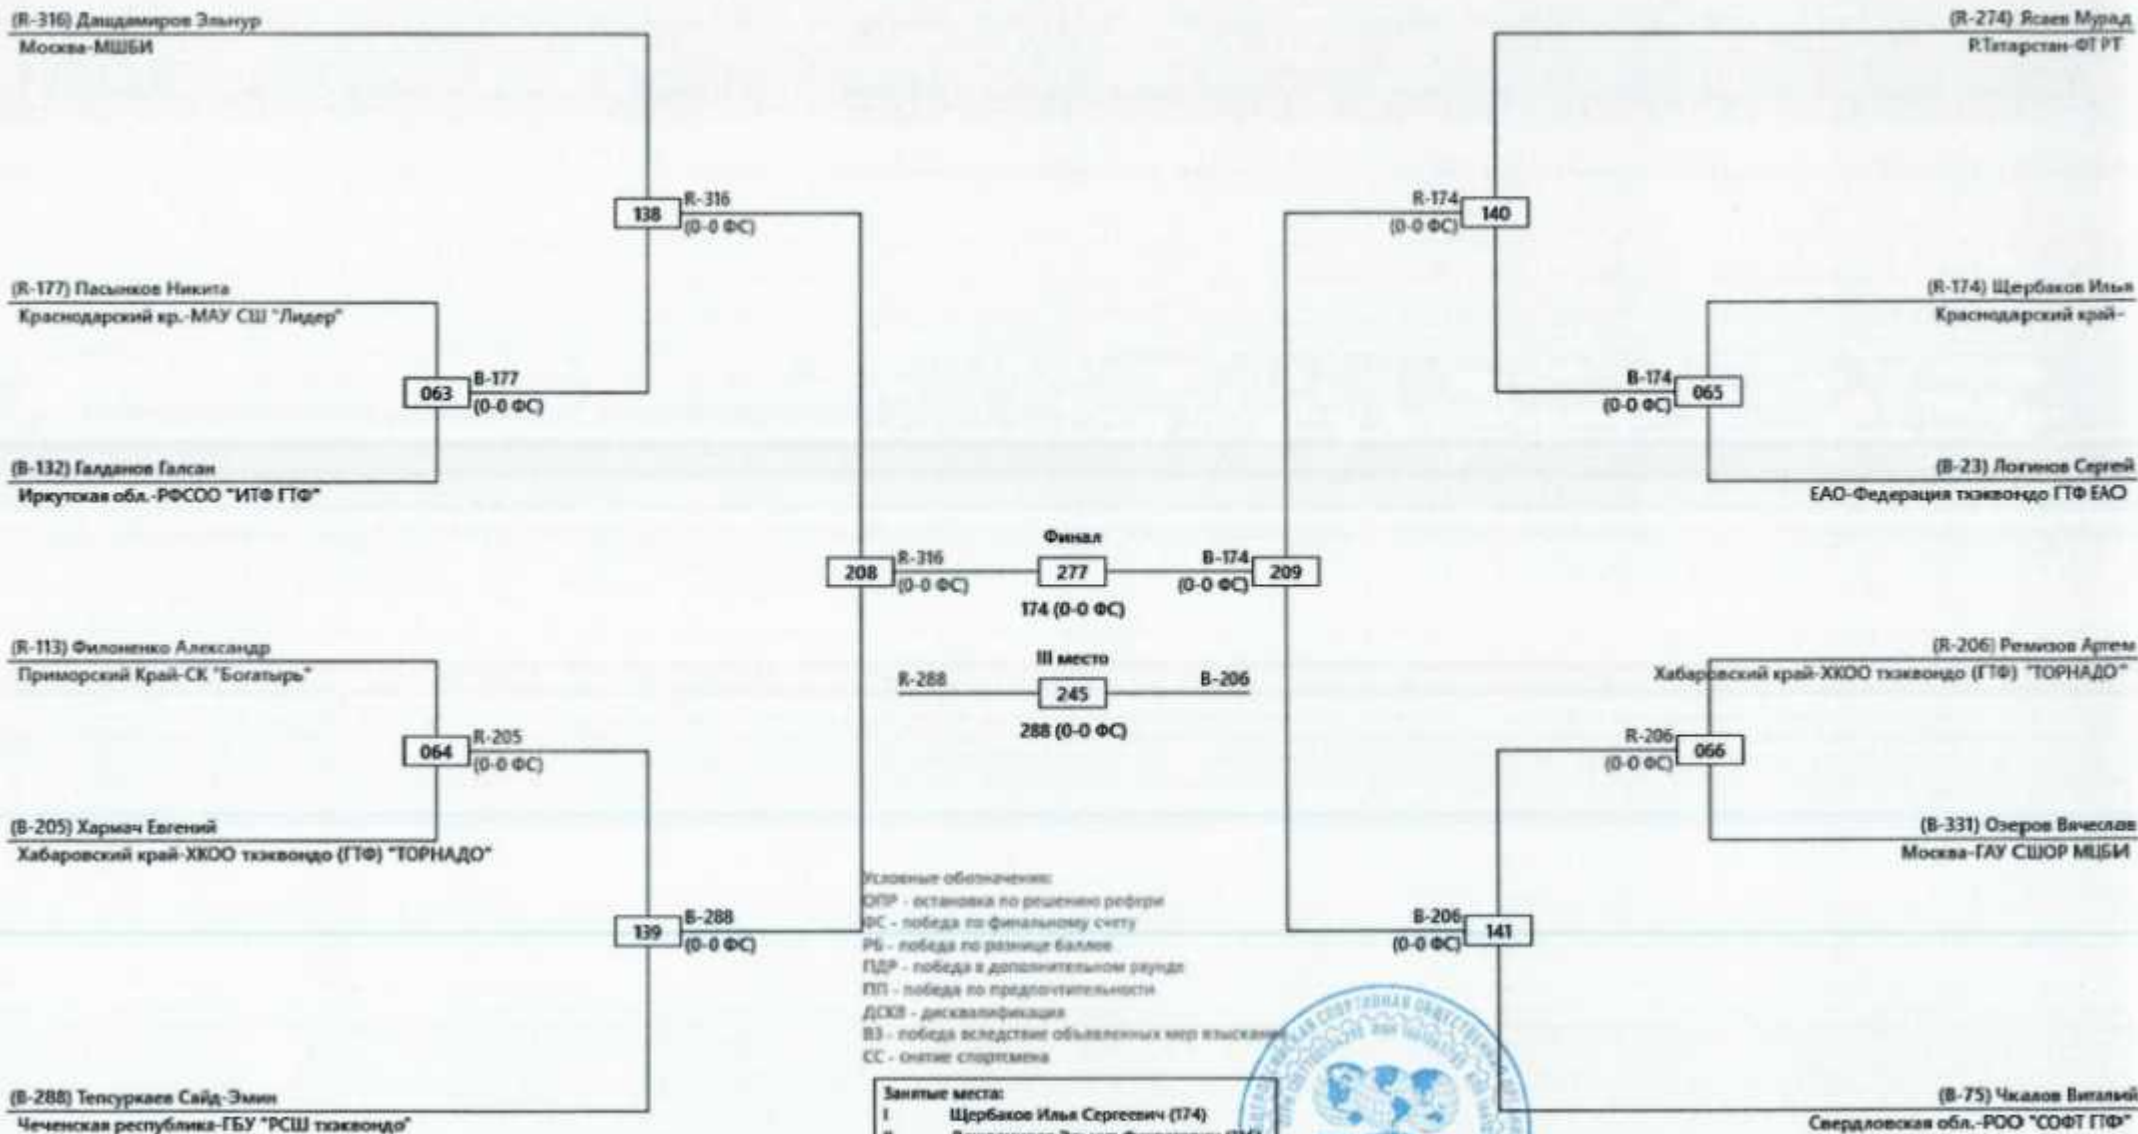 (R-316) Дащдамиров Эльнур
Москва-МШБИ
(R-274) Ясаев Мурад
Р.Татарстан-ФТ РТ
R-316
138
(0-0 ФС)
R-174
140
(0-0 ФС)
(R-177) Пасынков Никита
Краснодарский кр.-МАУ СШ "Лидер"
(R-174) Щербаков Илья
Краснодарский край-
B-177
063
(0-0 ФС)
B-174
065
(0-0 ФС)
(B-132) Галданов Галсан
Иркутская обл.-РФСОО "ИТФ ГТФ"
(B-23) Логинов Сергей
ЕАО-Федерация тхэквондо ГТФ ЕАО
Финал
R-316
208
(0-0 ФС)
277
B-174
209
(0-0 ФС)
174 (0-0 ФС)
(R-113) Филоненко Александр
Приморский Край-СК "Богатырь"
III место
R-288
245
B-206
288 (0-0 ФС)
(R-206) Ремизов Артем
Хабаровский край-ХКОО тхэквондо (ГТФ) "ТОРНАДО"
R-205
064
(0-0 ФС)
R-206
066
(0-0 ФС)
(B-205) Хармач Евгений
Хабаровский край-ХКОО тхэквондо (ГТФ) "ТОРНАДО"
(B-331) Озеров Вячеслав
Москва-ГАУ СШОР МЦБИ
B-288
139
(0-0 ФС)
B-206
141
(0-0 ФС)
Условные обозначения:
ОПР - остановка по решению рефери
ФС - победа по финальному счету
РБ - победа по разнице баллов
ПДР - победа в дополнительном раунде
ПП - победа по предпочтительности
ДСКВ - дисквалификация
ВЗ - победа вследствие объявленных мер взыскания
СС - снятие спортсмена
(B-288) Тепсуркаев Сайд-Эмин
Чеченская республика-ГБУ "РСШ тхэквондо"
(B-75) Чкалов Виталий
Свердловская обл.-РОО "СОФТ ГТФ"
Занятые места:
I Щербаков Илья Сергеевич (174)